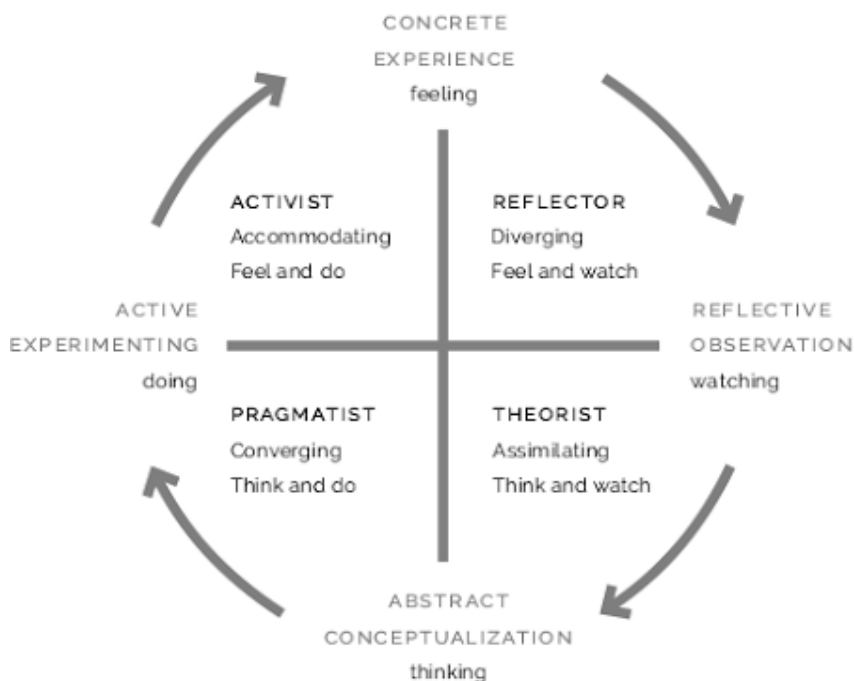 CONCRETE
EXPERIENCE
feeling
ACTIVIST
Accommodating
Feel and do
REFLECTOR
Diverging
Feel and watch
ACTIVE
EXPERIMENTING
doing
REFLECTIVE
OBSERVATION
watching
PRAGMATIST
Converging
Think and do
THEORIST
Assimilating
Think and watch
ABSTRACT
CONCEPTUALIZATION
thinking